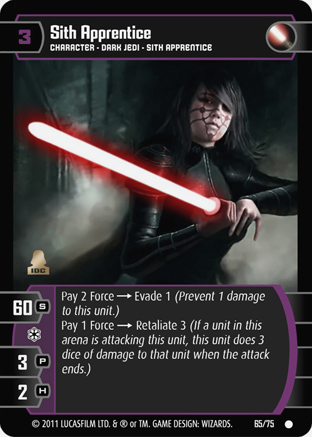 3 Sith Apprentice
CHARACTER - DARK JEDI - SITH APPRENTICE
IDC
60 S
Pay 2 Force → Evade 1 (Prevent 1 damage
to this unit.)
Pay 1 Force → Retaliate 3 (If a unit in this
arena is attacking this unit, this unit does 3
3 P
dice of damage to that unit when the attack
2 H
ends.)
© 2011 LUCASFILM LTD. & ® or TM. GAME DESIGN: WIZARDS. 65/75